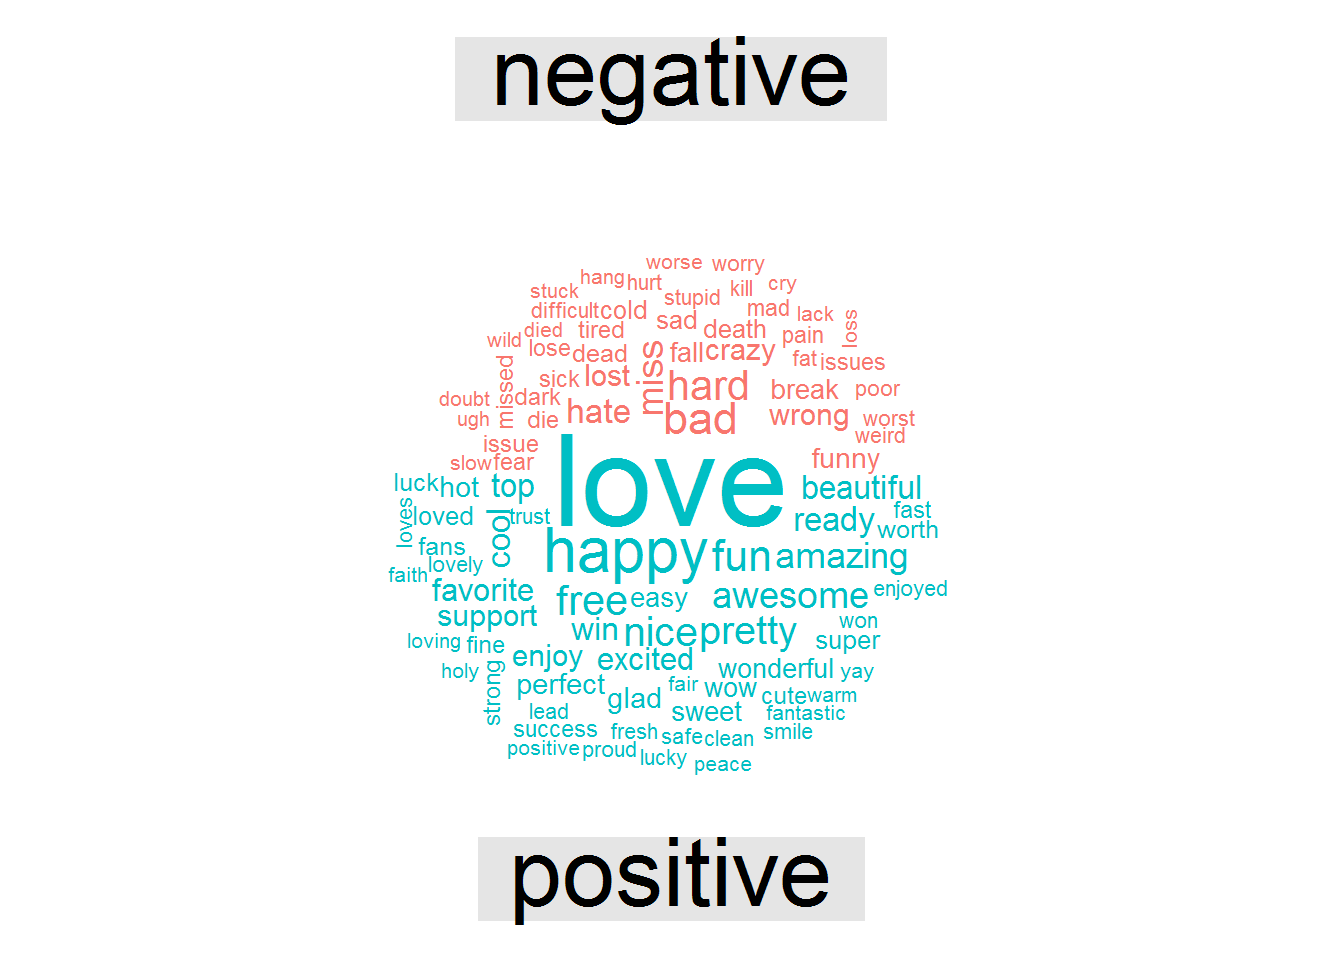 negative
worse worry
hang hurt kill cry
stuck stupid
difficult cold mad lack
died tired sad death pain loss
wild lose dead miss fall crazy fat issues
missed sick lost hard break poor
doubt dark
ugh die hate bad wrong worst
issue weird
slow fear funny
love
luck hot top beautiful
loves loved cool trust ready fast
worth
fans happy fun amazing
faith lovely
favorite free easy awesome enjoyed
support win nice pretty won
loving fine super
holy strong enjoy excited wonderful yay
perfect glad fair wow cute warm
lead sweet fantastic
success fresh safe clean smile
positive proud lucky peace
positive